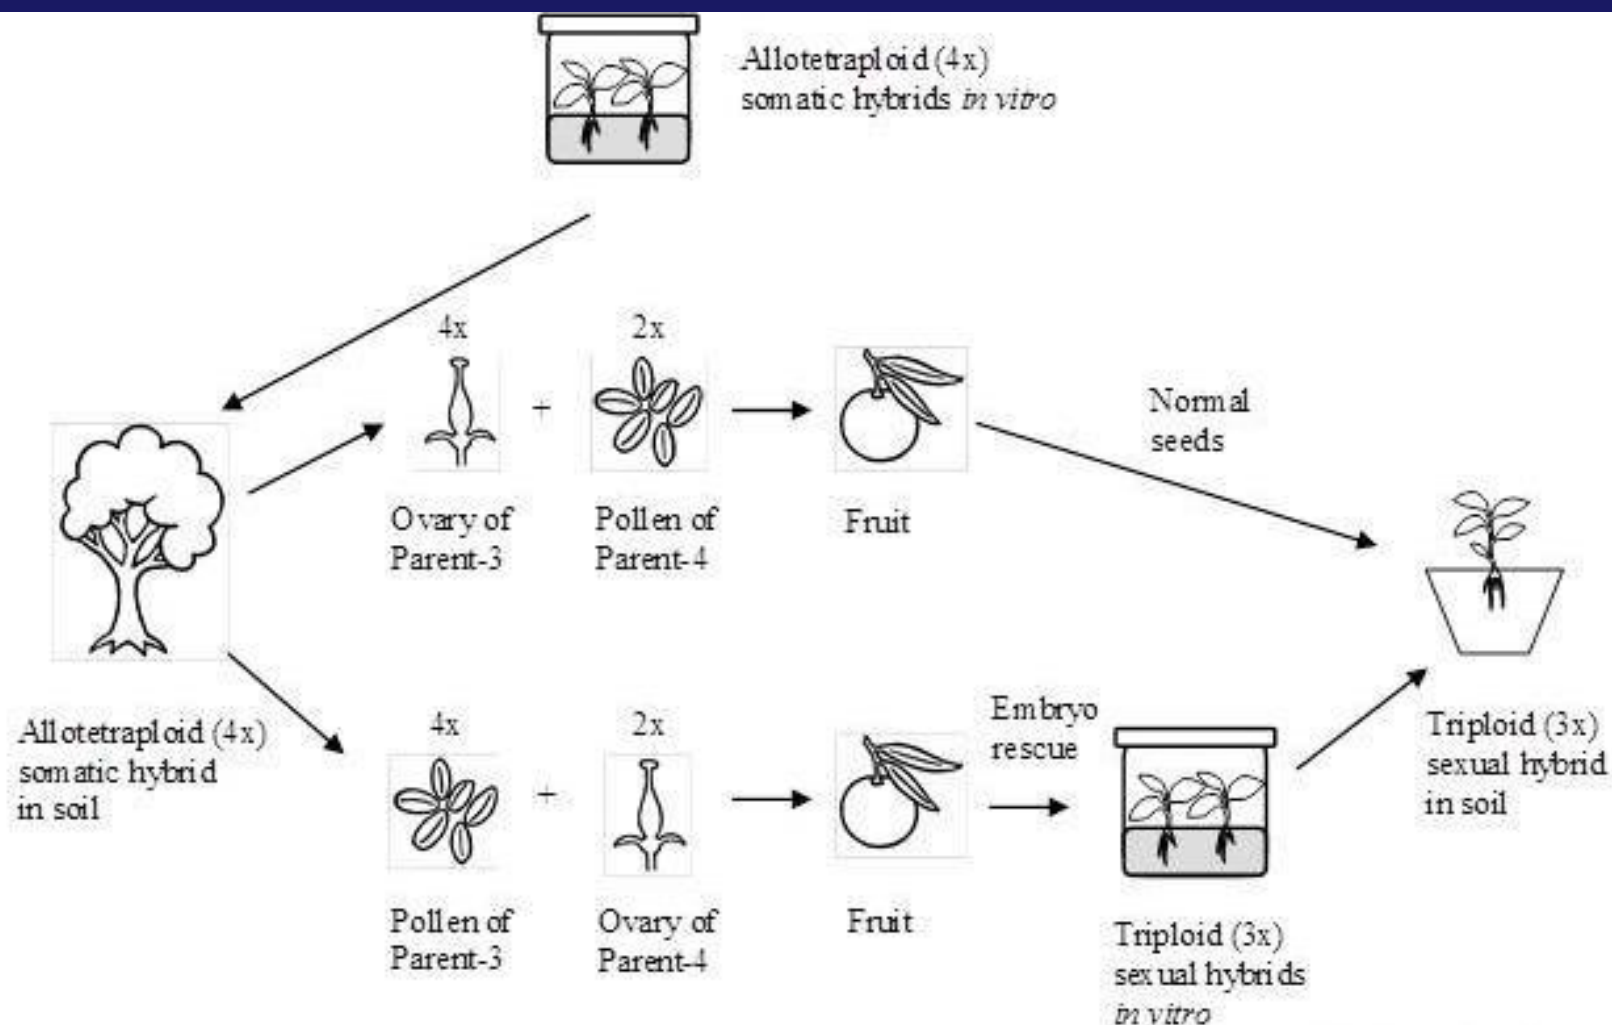 Allotetraploid (4x)
somatic hybrids in vitro
4x
2x
+
Normal
seeds
Ovary of
Parent-3
Pollen of
Parent-4
Fruit
Allotetraploid (4x)
somatic hybrid
in soil
4x
2x
+
Embryo
rescue
Triploid (3x)
sexual hybrid
in soil
Pollen of
Parent-3
Ovary of
Parent-4
Fruit
Triploid (3x)
sexual hybrids
in vitro